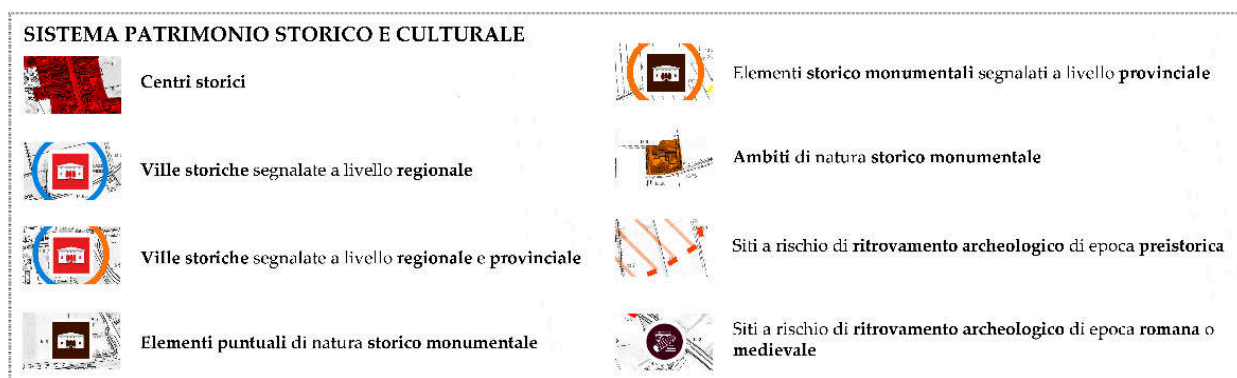 SISTEMA PATRIMONIO STORICO E CULTURALE
Centri storici
Ville storiche segnalate a livello regionale
Ville storiche segnalate a livello regionale e provinciale
Elementi puntuali di natura storico monumentale
Elementi storico monumentali segnalati a livello provinciale
Ambiti di natura storico monumentale
Siti a rischio di ritrovamento archeologico di epoca preistorica
Siti a rischio di ritrovamento archeologico di epoca romana o
medievale